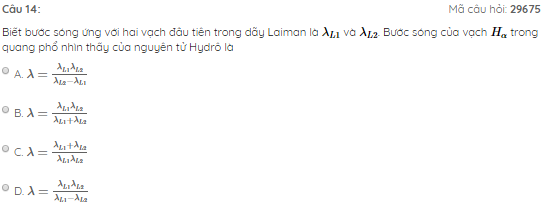 Câu 14: Mã câu hỏi: 29675
Biết bước sóng ứng với hai vạch đầu tiên trong dãy Laiman là λL1 và λL2. Bước sóng của vạch Hα trong
quang phổ nhìn thấy của nguyên tử Hydrô là
A. λ = λL1λL2 / λL2−λL1
B. λ = λL1λL2 / λL1+λL2
C. λ = λL1+λL2 / λL1λL2
D. λ = λL1λL2 / λL1−λL2